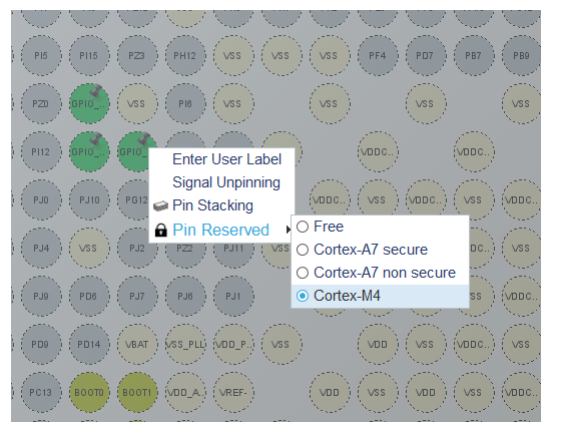 PI5 PI15 PZ3 PH12 VSS VSS VSS PF4 PD7 PB7 PB9
PZ0 GPIO_... VSS PI6 VSS VSS VSS VSS
PI12 GPIO_... GPIO_ VDDC... VDDC...
Enter User Label
Signal Unpinning
PJ0 PJ10 PG12 Pin Stacking VDDC... VSS VDDC... VSS VDDC...
Pin Reserved
Free
PJ4 VSS PJ2 PZ2 PJ11 VSS Cortex-A7 secure DC... VSS
Cortex-A7 non secure
PJ9 PD6 PJ7 PJ6 PJ1 Cortex-M4 VSS VDDC...
PD9 PD14 VBAT VSS_PLL VDD_P... VSS VDD VSS VDDC... VSS
PC13 BOOT0 BOOT1 VDD_A... VREF- VDD VSS VDD VSS VDDC...